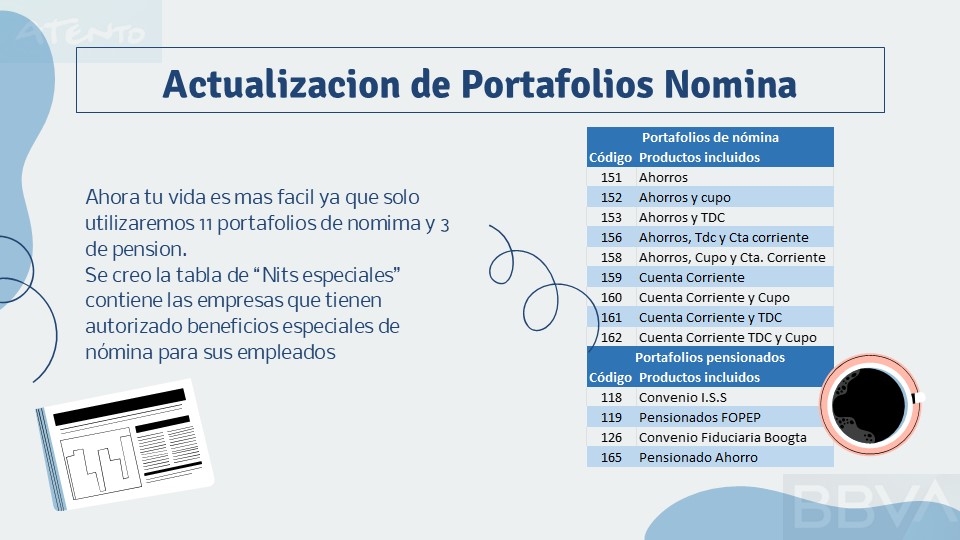 ATENTO
Actualizacion de Portafolios Nomina
Ahora tu vida es mas facil ya que solo
utilizaremos 11 portafolios de nomima y 3
de pension.
Se creo la tabla de “Nits especiales”
contiene las empresas que tienen
autorizado beneficios especiales de
nómina para sus empleados
Portafolios de nómina
Código Productos incluidos
151 Ahorros
152 Ahorros y cupo
153 Ahorros y TDC
156 Ahorros, Tdc y Cta corriente
158 Ahorros, Cupo y Cta. Corriente
159 Cuenta Corriente
160 Cuenta Corriente y Cupo
161 Cuenta Corriente y TDC
162 Cuenta Corriente TDC y Cupo
Portafolios pensionados
Código Productos incluidos
118 Convenio I.S.S
119 Pensionados FOPEP
126 Convenio Fiduciaria Boogta
165 Pensionado Ahorro
BBVA